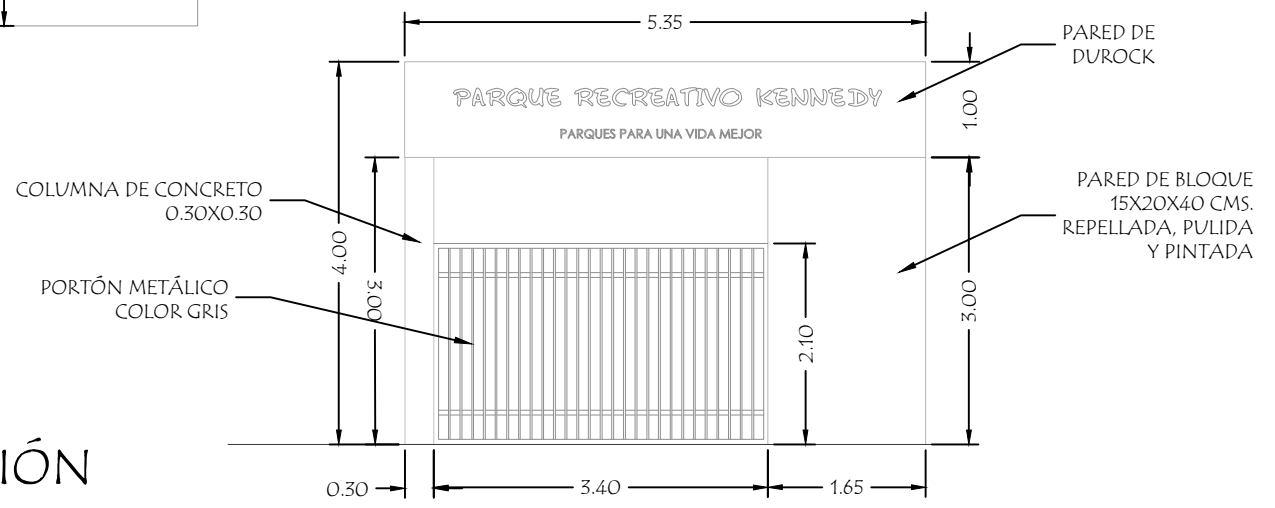 5.35
PARED DE
DUROCK
PARQUE RECREATIVO KENNEDY
PARQUES PARA UNA VIDA MEJOR
1.00
COLUMNA DE CONCRETO
0.30X0.30
PARED DE BLOQUE
15X20X40 CMS.
REPELLADA, PULIDA
Y PINTADA
4.00
3.00
PORTÓN METÁLICO
COLOR GRIS
2.10
3.00
IÓN
0.30
3.40
1.65